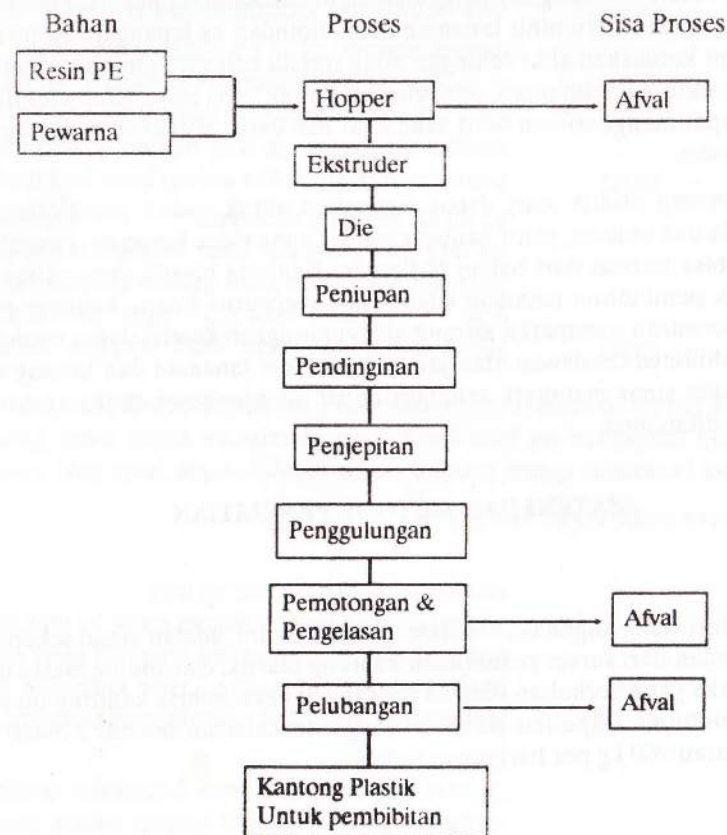 Bahan Proses Sisa Proses
Resin PE
Pewarna
Hopper
Afval
Ekstruder
Die
Peniupan
Pendinginan
Penjepitan
Penggulungan
Pemotongan &
Pengelasan
Afval
Pelubangan
Afval
Kantong Plastik
Untuk pembibitan